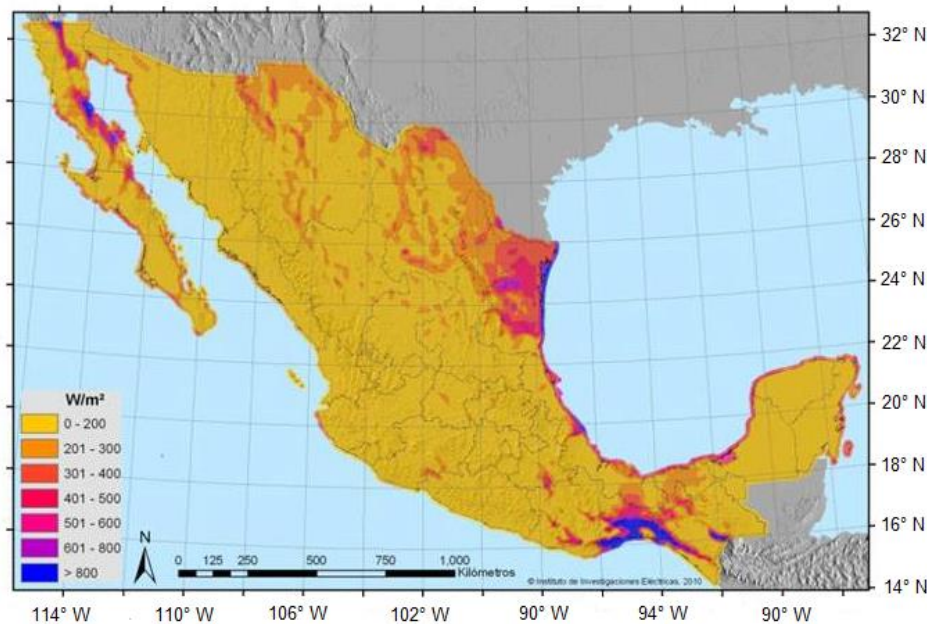 32° N
30° N
28° N
26° N
24° N
22° N
20° N
18° N
16° N
14° N
W/m²
0 - 200
201 - 300
301 - 400
401 - 500
501 - 600
601 - 800
> 800
N
0 125 250 500 750 1,000
Kilómetros
© Instituto de Investigaciones Eléctricas, 2010
114° W 110° W 106° W 102° W 90° W 94° W 90° W